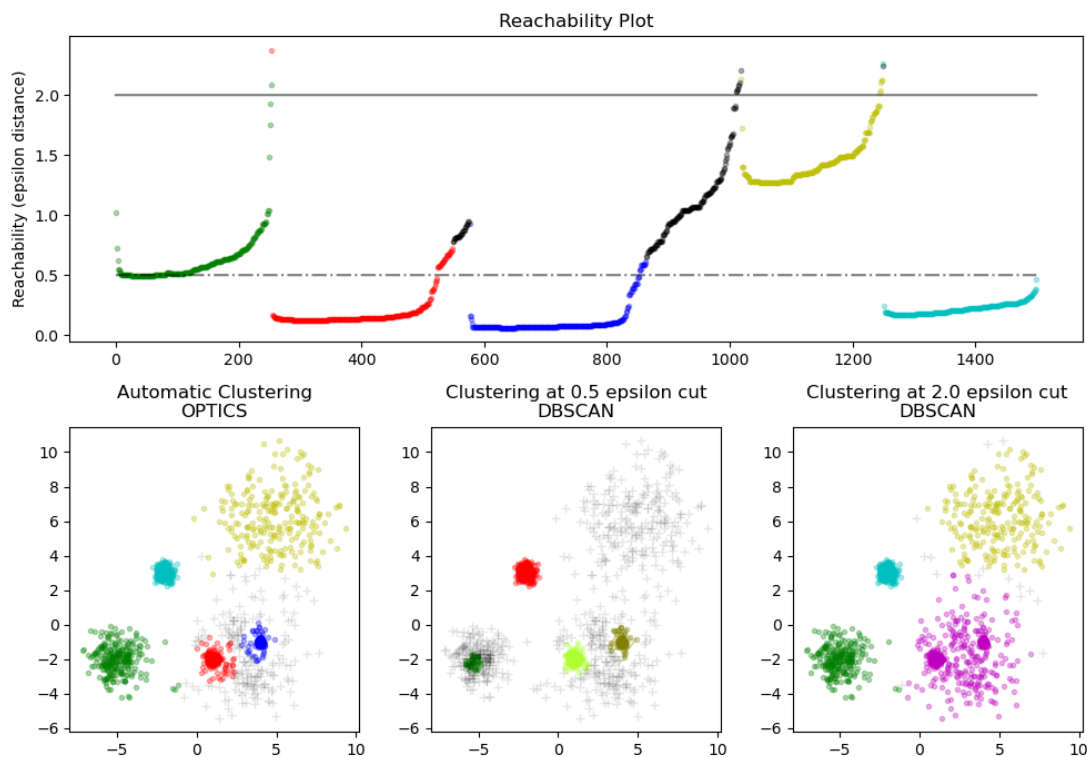 Reachability Plot
Reachability (epsilon distance)
2.0
1.5
1.0
0.5
0.0
0 200 400 600 800 1000 1200 1400
Automatic Clustering
OPTICS
Clustering at 0.5 epsilon cut
DBSCAN
Clustering at 2.0 epsilon cut
DBSCAN
10
8
6
4
2
0
−2
−4
−6
−5 0 5 10
10
8
6
4
2
0
−2
−4
−6
−5 0 5 10
10
8
6
4
2
0
−2
−4
−6
−5 0 5 10